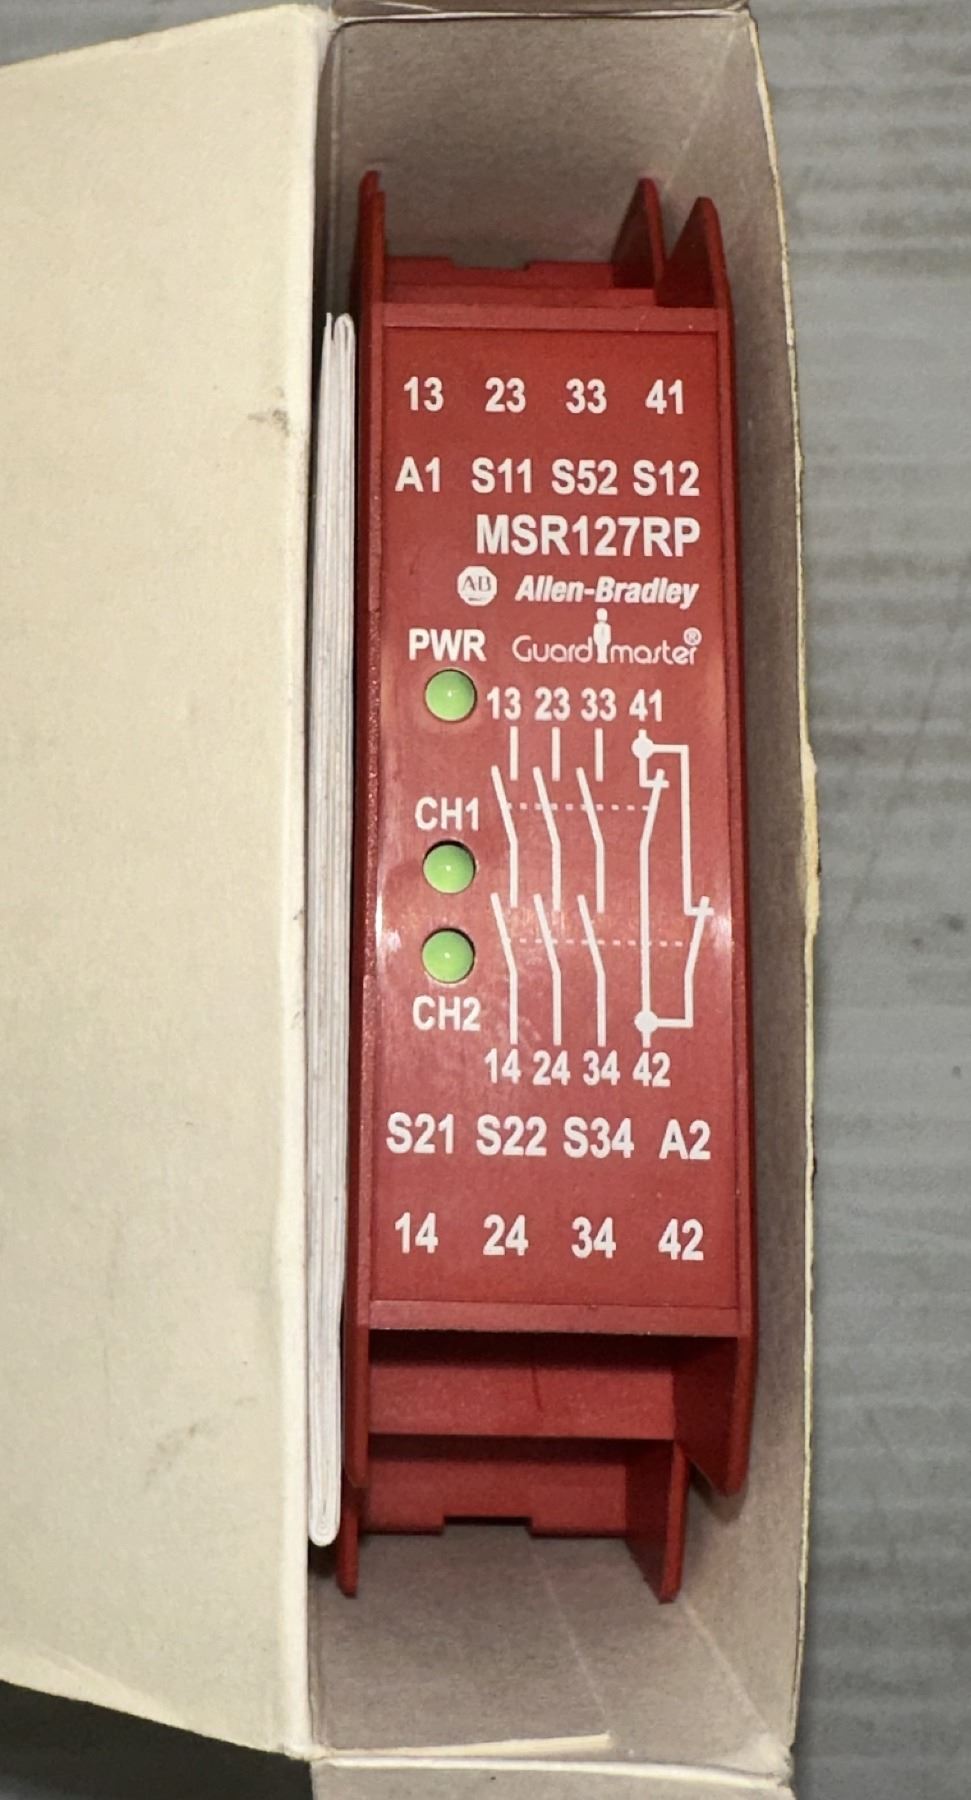 13 23 33 41
A1 S11 S52 S12
MSR127RP
AB Allen-Bradley
PWR Guardmaster®
13 23 33 41
CH1
CH2
14 24 34 42
S21 S22 S34 A2
14 24 34 42